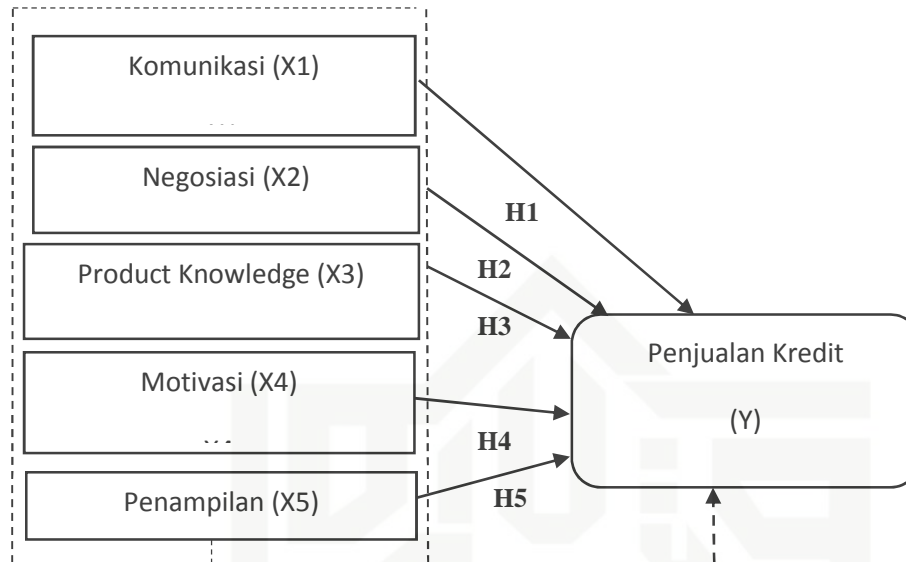 Komunikasi (X1)
Negosiasi (X2)
Product Knowledge (X3)
Motivasi (X4)
Penampilan (X5)
H1
H2
H3
H4
H5
Penjualan Kredit
(Y)